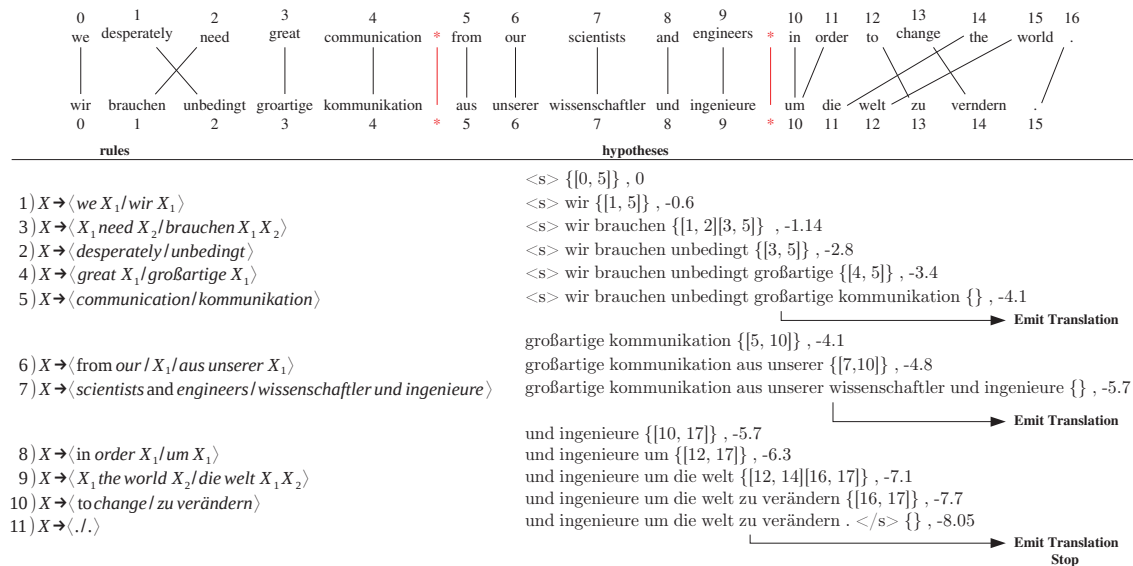 0 1 2 3 4 5 6 7 8 9 10 11 12 13 14 15 16
we desperately need great communication * from our scientists and engineers * in order to change the world .
wir brauchen unbedingt groartige kommunikation * aus unserer wissenschaftler und ingenieure * um die welt zu verndern .
0 1 2 3 4 * 5 6 7 8 9 * 10 11 12 13 14 15
rules hypotheses
<s> {[0, 5]} , 0
1) X → ⟨we X₁/wir X₁⟩ <s> wir {[1, 5]} , -0.6
3) X → ⟨X₁ need X₂/brauchen X₁ X₂⟩ <s> wir brauchen {[1, 2][3, 5]} , -1.14
2) X → ⟨desperately/unbedingt⟩ <s> wir brauchen unbedingt {[3, 5]} , -2.8
4) X → ⟨great X₁/großartige X₁⟩ <s> wir brauchen unbedingt großartige {[4, 5]} , -3.4
5) X → ⟨communication/kommunikation⟩ <s> wir brauchen unbedingt großartige kommunikation {} , -4.1
Emit Translation
großartige kommunikation {[5, 10]} , -4.1
6) X → ⟨from our / X₁/aus unserer X₁⟩ großartige kommunikation aus unserer {[7,10]} , -4.8
7) X → ⟨scientists and engineers/wissenschaftler und ingenieure⟩ großartige kommunikation aus unserer wissenschaftler und ingenieure {} , -5.7
Emit Translation
und ingenieure {[10, 17]} , -5.7
8) X → ⟨in order X₁/um X₁⟩ und ingenieure um {[12, 17]} , -6.3
9) X → ⟨X₁ the world X₂/die welt X₁ X₂⟩ und ingenieure um die welt {[12, 14][16, 17]} , -7.1
10) X → ⟨to change/zu verändern⟩ und ingenieure um die welt zu verändern {[16, 17]} , -7.7
11) X → ⟨./.⟩ und ingenieure um die welt zu verändern . </s> {} , -8.05
Emit Translation
Stop